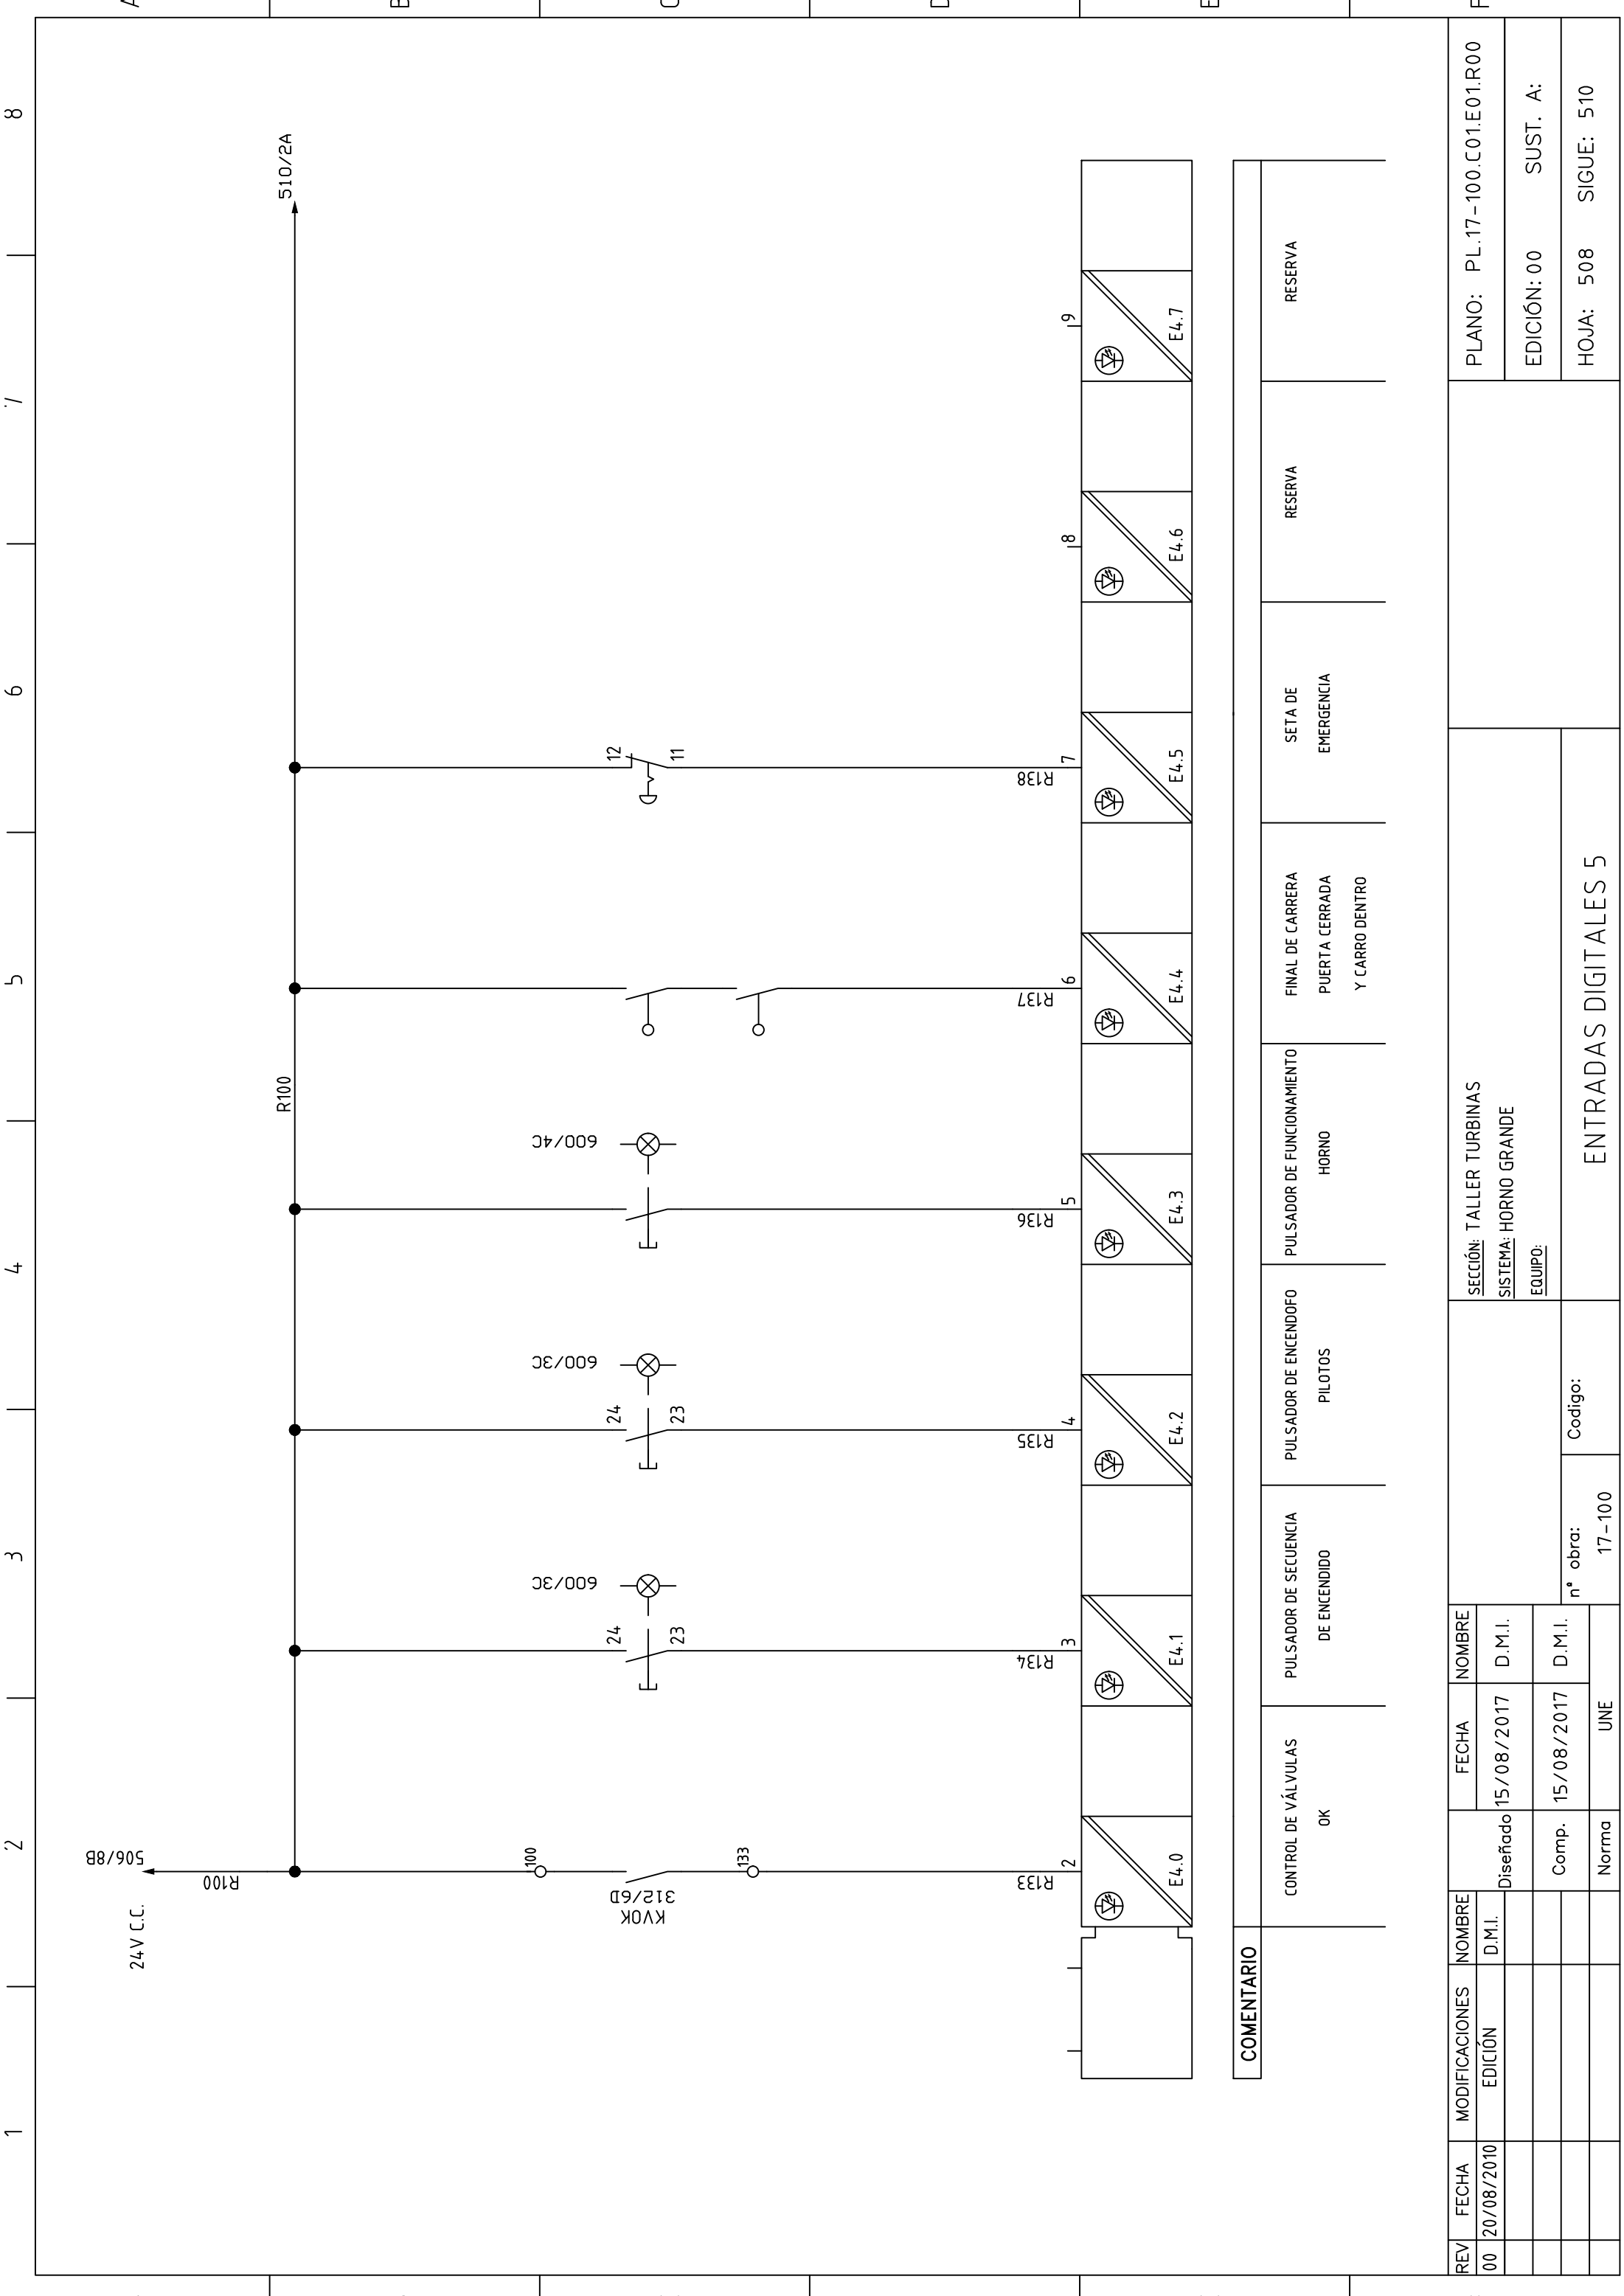 1
2
3
4
5
6
8
24V C.C.
506/8B
R100
R100
510/2A
100
KVOK
312/6D
133
R133
24
23
600/3C
R134
24
23
600/3C
R135
600/4C
R136
R137
12
11
R138
2
3
4
5
6
7
8
9
E4.0
E4.1
E4.2
E4.3
E4.4
E4.5
E4.6
E4.7
COMENTARIO
CONTROL DE VÁLVULAS
OK
PULSADOR DE SECUENCIA
DE ENCENDIDO
PULSADOR DE ENCENDOFO
PILOTOS
PULSADOR DE FUNCIONAMIENTO
HORNO
FINAL DE CARRERA
PUERTA CERRADA
Y CARRO DENTRO
SETA DE
EMERGENCIA
RESERVA
RESERVA
REV FECHA MODIFICACIONES NOMBRE
00 20/08/2010 EDICIÓN D.M.I.
FECHA NOMBRE
Diseñado 15/08/2017 D.M.I.
Comp. 15/08/2017 D.M.I.
Norma UNE
n° obra:
17-100
Codigo:
SECCIÓN: TALLER TURBINAS
SISTEMA: HORNO GRANDE
EQUIPO:
ENTRADAS DIGITALES 5
PLANO: PL.17-100.C01.E01.R00
EDICIÓN: 00 SUST. A:
HOJA: 508 SIGUE: 510